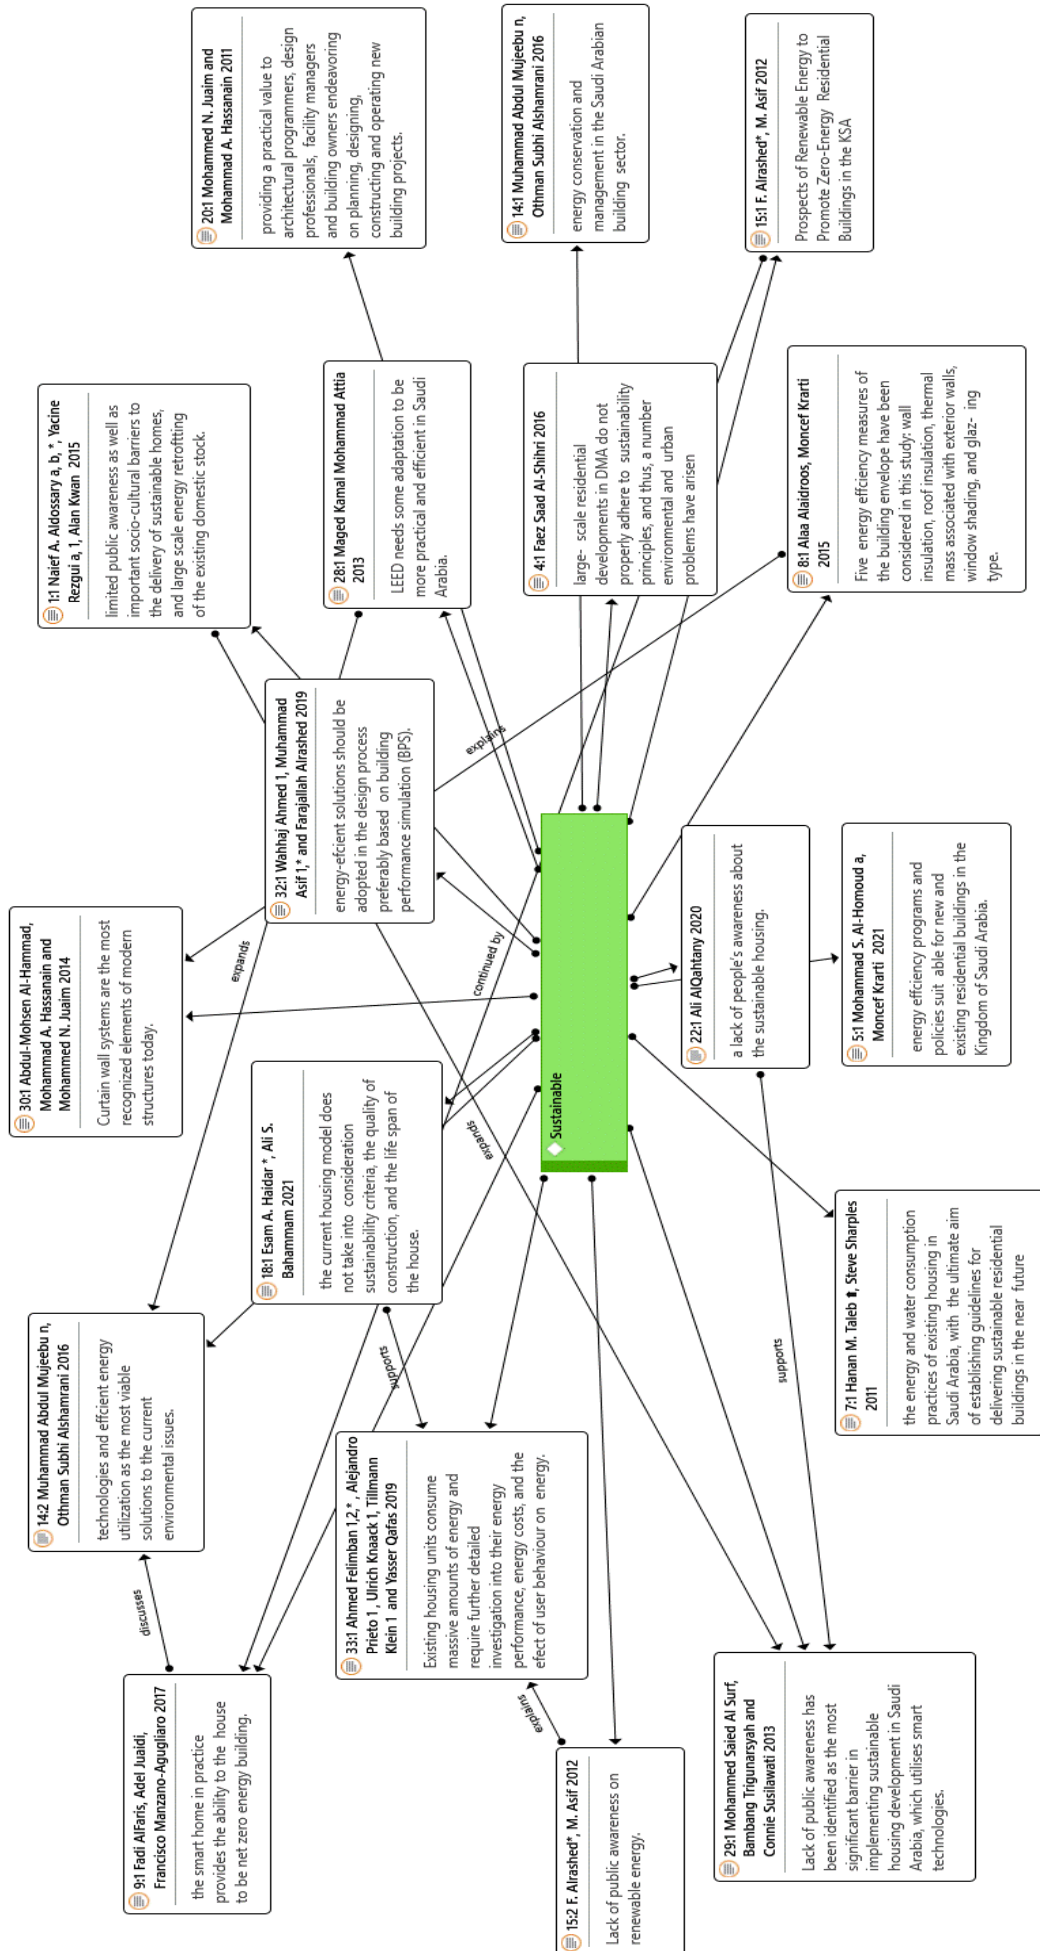 20:1 Mohammed N. Juaim and
Mohammad A. Hassanain 2011
providing a practical value to
architectural programmers, design
professionals, facility managers
and building owners endeavoring
on planning, designing,
constructing and operating new
building projects.
14:1 Muhammad Abdul Mujeebu n,
Othman Subhi Alshamrani 2016
energy conservation and
management in the Saudi Arabian
building sector.
15:1 F. Alrashed*, M. Asif 2012
Prospects of Renewable Energy to
Promote Zero-Energy Residential
Buildings in the KSA
1:1 Naief A. Aldossary a, b, *, Yacine
Rezgui a, 1, Alan Kwan 2015
limited public awareness as well as
important socio-cultural barriers to
the delivery of sustainable homes,
and large scale energy retroftting
of the existing domestic stock.
28:1 Maged Kamal Mohammad Attia
2013
LEED needs some adaptation to be
more practical and efficient in Saudi
Arabia.
4:1 Faez Saad Al-Shihri 2016
large- scale residential
developments in DMA do not
properly adhere to sustainability
principles, and thus, a number
environmental and urban
problems have arisen
8:1 Alaa Alaidroos, Moncef Krarti
2015
Five energy efficiency measures of
the building envelope have been
considered in this study: wall
insulation, roof insulation, thermal
mass associated with exterior walls,
window shading, and glaz- ing
type.
32:1 Wahhaj Ahmed 1, Muhammad
Asif 1,* and Farajallah Alrashed 2019
energy-efcient solutions should be
adopted in the design process
preferably based on building
performance simulation (BPS).
explains
30:1 Abdul-Mohsen Al-Hammad,
Mohammad A. Hassanain and
Mohammed N. Juaim 2014
Curtain wall systems are the most
recognized elements of modern
structures today.
expands
continued by
Sustainable
22:1 Ali AlQahtany 2020
a lack of people's awareness about
the sustainable housing.
5:1 Mohammad S. Al-Homoud a,
Moncef Krarti 2021
energy effciency programs and
policies suit able for new and
existing residential buildings in the
Kingdom of Saudi Arabia.
18:1 Esam A. Haidar *, Ali S.
Bahammam 2021
the current housing model does
not take into consideration
sustainability criteria, the quality of
construction, and the life span of
the house.
expands
14:2 Muhammad Abdul Mujeebu n,
Othman Subhi Alshamrani 2016
technologies and effcient energy
utilization as the most viable
solutions to the current
environmental issues.
supports
supports
7:1 Hanan M. Taleb ⇑, Steve Sharples
2011
the energy and water consumption
practices of existing housing in
Saudi Arabia, with the ultimate aim
of establishing guidelines for
delivering sustainable residential
buildings in the near future
33:1 Ahmed Felimban 1,2,* , Alejandro
Prieto 1, Ulrich Knaack 1, Tillmann
Klein 1 and Yasser Qafas 2019
Existing housing units consume
massive amounts of energy and
require further detailed
investigation into their energy
performance, energy costs, and the
effect of user behaviour on energy.
discusses
explains
9:1 Fadi AlFaris, Adel Juaidi,
Francisco Manzano-Agugliaro 2017
the smart home in practice
provides the ability to the house
to be net zero energy building.
15:2 F. Alrashed*, M. Asif 2012
Lack of public awareness on
renewable energy.
29:1 Mohammed Saied Al Surf,
Bambang Trigunarsyah and
Connie Susilawati 2013
Lack of public awareness has
been identified as the most
significant barrier in
implementing sustainable
housing development in Saudi
Arabia, which utilises smart
technologies.